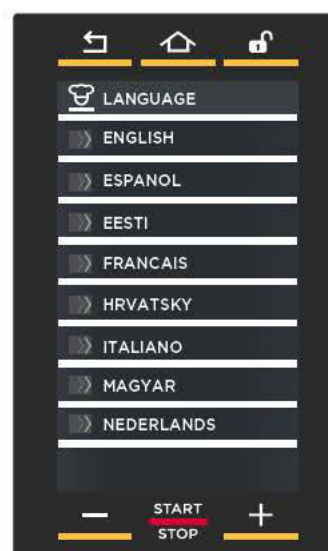 LANGUAGE
ENGLISH
ESPANOL
EESTI
FRANCAIS
HRVATSKY
ITALIANO
MAGYAR
NEDERLANDS
START
STOP